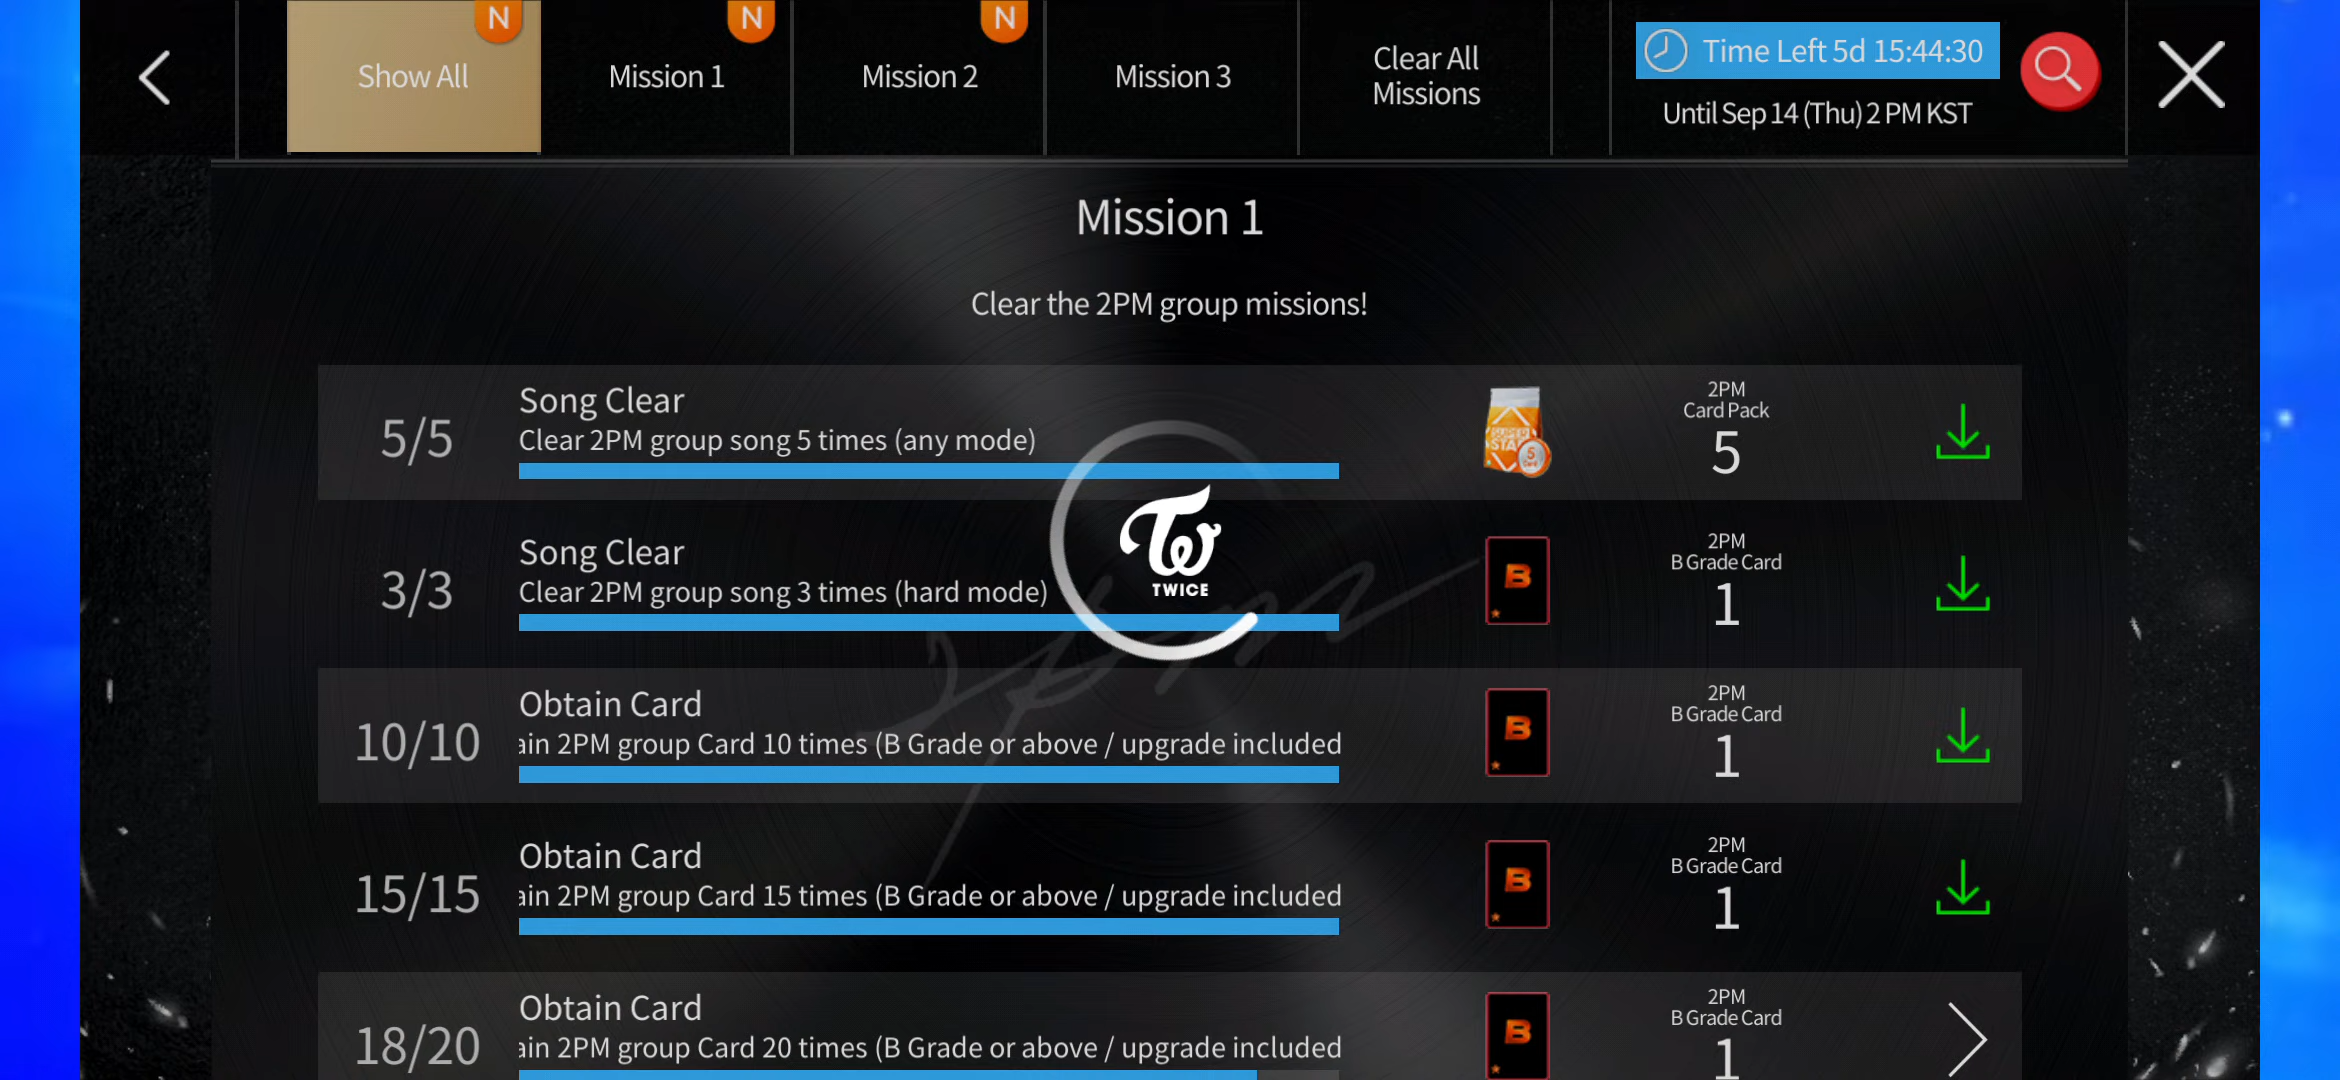 Show All
N
Mission 1
N
Mission 2
N
Mission 3
Clear All
Missions
Time Left 5d 15:44:30
Until Sep 14 (Thu) 2 PM KST
Mission 1
Clear the 2PM group missions!
5/5
Song Clear
Clear 2PM group song 5 times (any mode)
SUPER
STAR
5
Card
2PM
Card Pack
5
3/3
Song Clear
Clear 2PM group song 3 times (hard mode)
TWICE
B
2PM
B Grade Card
1
2pm
10/10
Obtain Card
ain 2PM group Card 10 times (B Grade or above / upgrade included
B
2PM
B Grade Card
1
15/15
Obtain Card
ain 2PM group Card 15 times (B Grade or above / upgrade included
B
2PM
B Grade Card
1
18/20
Obtain Card
ain 2PM group Card 20 times (B Grade or above / upgrade included
B
2PM
B Grade Card
1